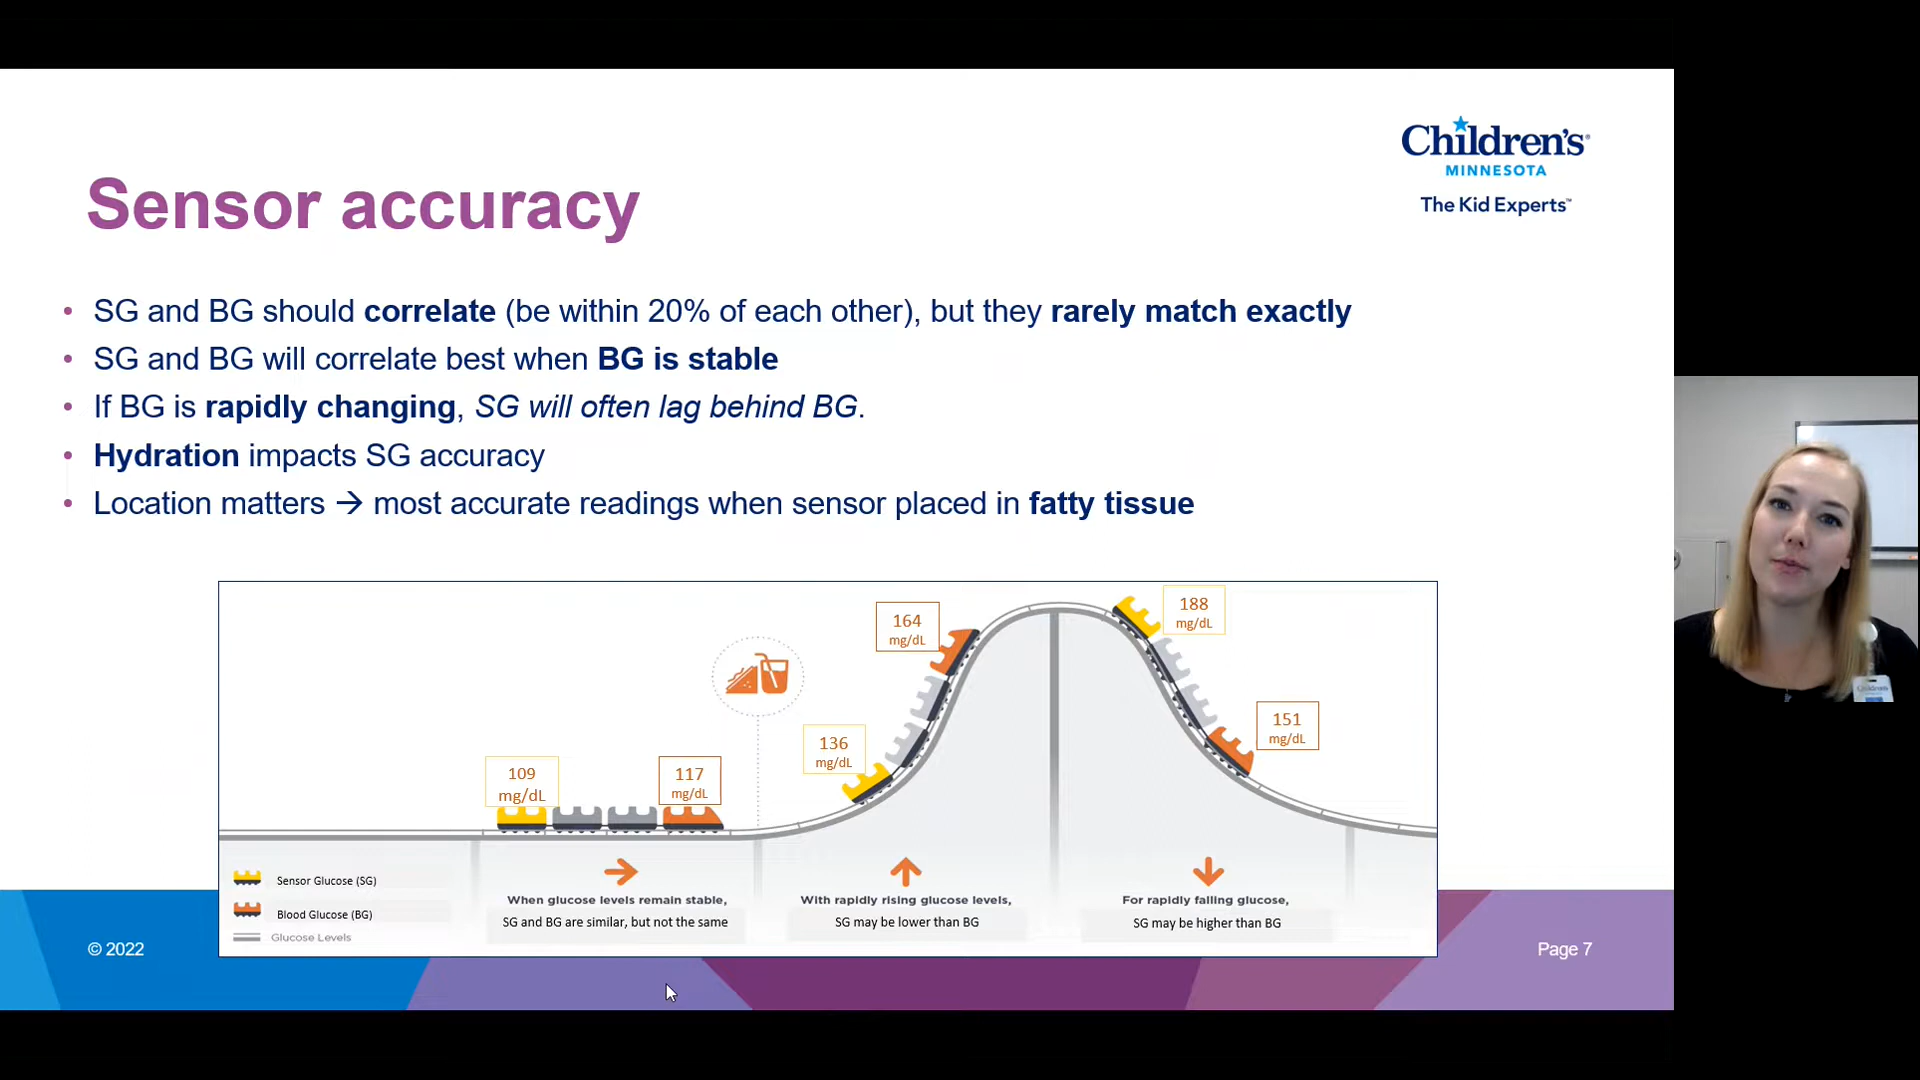 Children's®
MINNESOTA
The Kid Experts™
Sensor accuracy
• SG and BG should correlate (be within 20% of each other), but they rarely match exactly
• SG and BG will correlate best when BG is stable
• If BG is rapidly changing, SG will often lag behind BG.
• Hydration impacts SG accuracy
• Location matters → most accurate readings when sensor placed in fatty tissue
109
mg/dL
117
mg/dL
136
mg/dL
164
mg/dL
188
mg/dL
151
mg/dL
Sensor Glucose (SG)
Blood Glucose (BG)
Glucose Levels
When glucose levels remain stable,
SG and BG are similar, but not the same
With rapidly rising glucose levels,
SG may be lower than BG
For rapidly falling glucose,
SG may be higher than BG
© 2022
Page 7
Children's